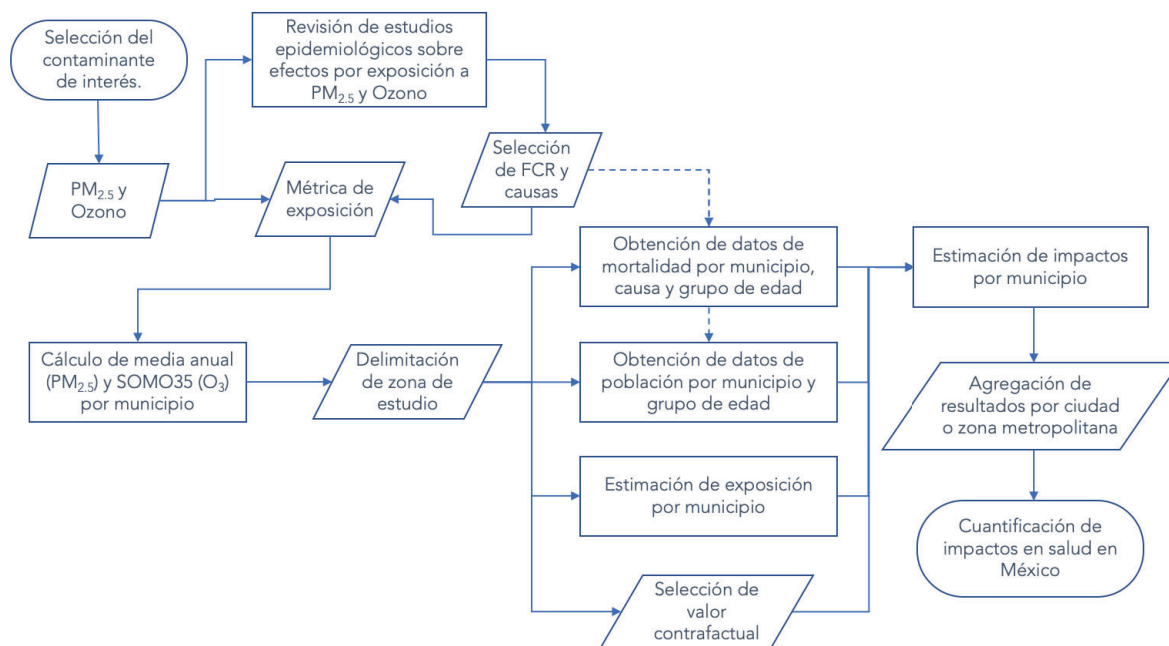 Selección del
contaminante
de interés.
Revisión de estudios
epidemiológicos sobre
efectos por exposición a
PM₂.₅ y Ozono
PM₂.₅ y
Ozono
Métrica de
exposición
Selección
de FCR y
causas
Cálculo de media anual
(PM₂.₅) y SOMO35 (O₃)
por municipio
Delimitación
de zona de
estudio
Obtención de datos de
mortalidad por municipio,
causa y grupo de edad
Obtención de datos de
población por municipio y
grupo de edad
Estimación de exposición
por municipio
Selección de
valor
contrafactual
Estimación de impactos
por municipio
Agregación de
resultados por ciudad
o zona metropolitana
Cuantificación de
impactos en salud en
México